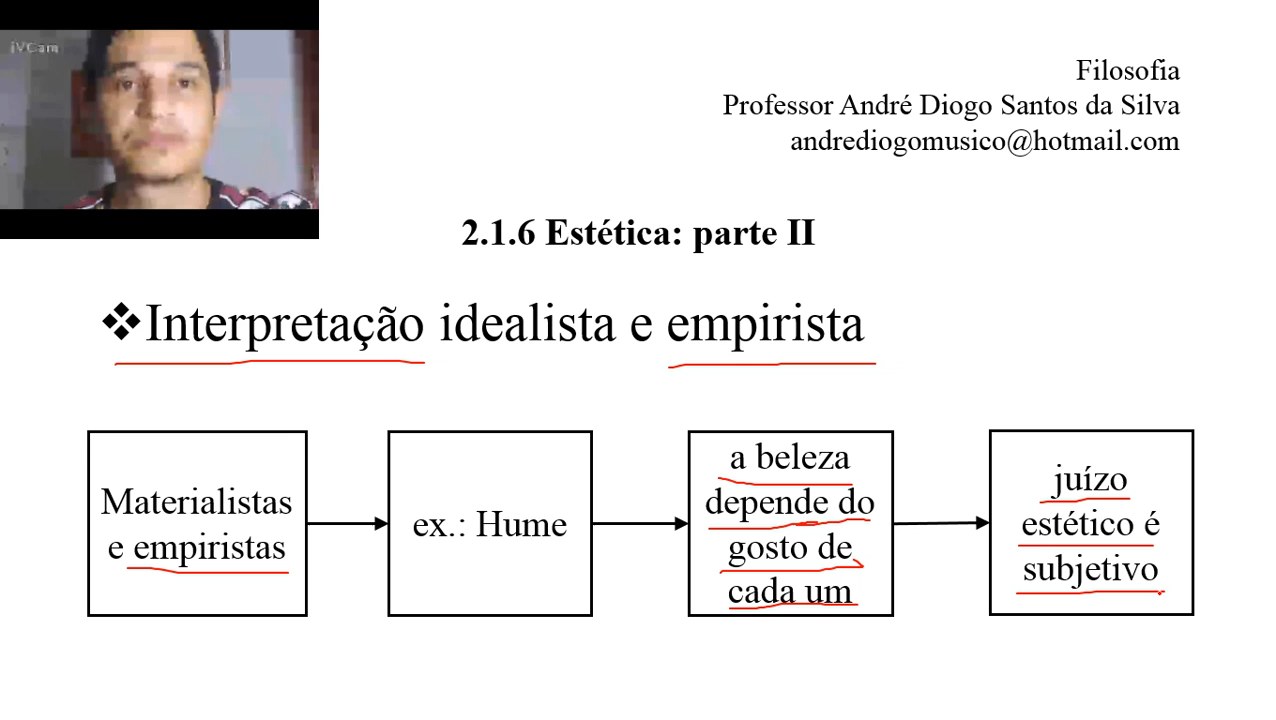 iVCam
Filosofia
Professor André Diogo Santos da Silva
andrediogomusico@hotmail.com
2.1.6 Estética: parte II
❖Interpretação idealista e empirista
Materialistas
e empiristas
ex.: Hume
a beleza
depende do
gosto de
cada um
juízo
estético é
subjetivo